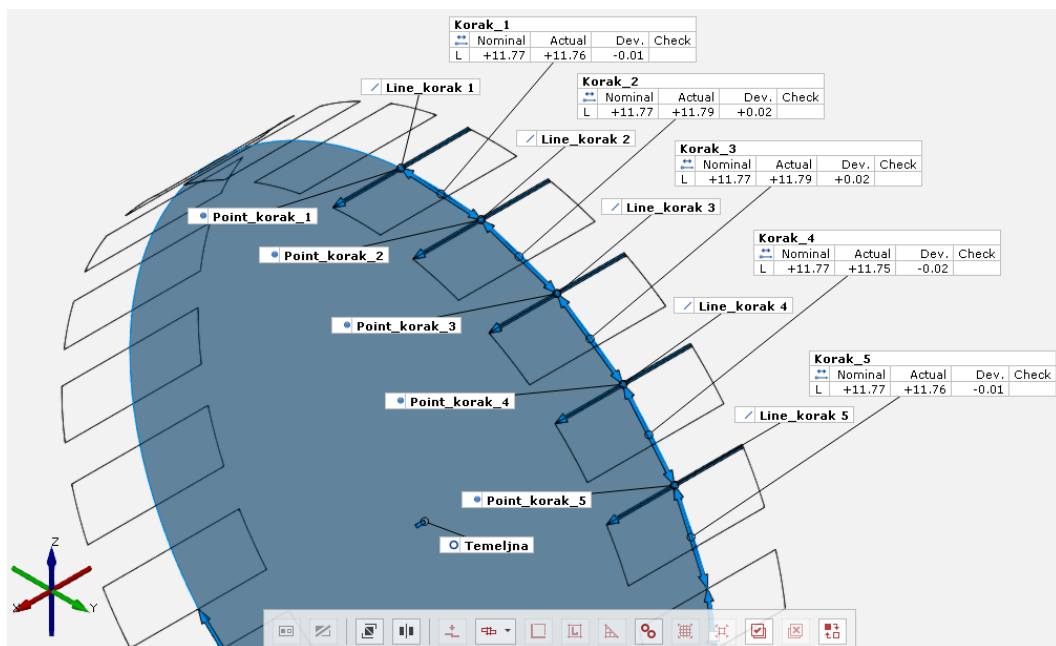 Korak_1
Nominal Actual Dev. Check
L +11.77 +11.76 -0.01
Line_korak 1
Korak_2
Nominal Actual Dev. Check
L +11.77 +11.79 +0.02
Line_korak 2
Korak_3
Nominal Actual Dev. Check
L +11.77 +11.79 +0.02
Line_korak 3
Point_korak_1
Korak_4
Nominal Actual Dev. Check
L +11.77 +11.75 -0.02
Point_korak_2
Line_korak 4
Point_korak_3
Korak_5
Nominal Actual Dev. Check
L +11.77 +11.76 -0.01
Point_korak_4
Line_korak 5
Point_korak_5
Temeljna
Z
X Y